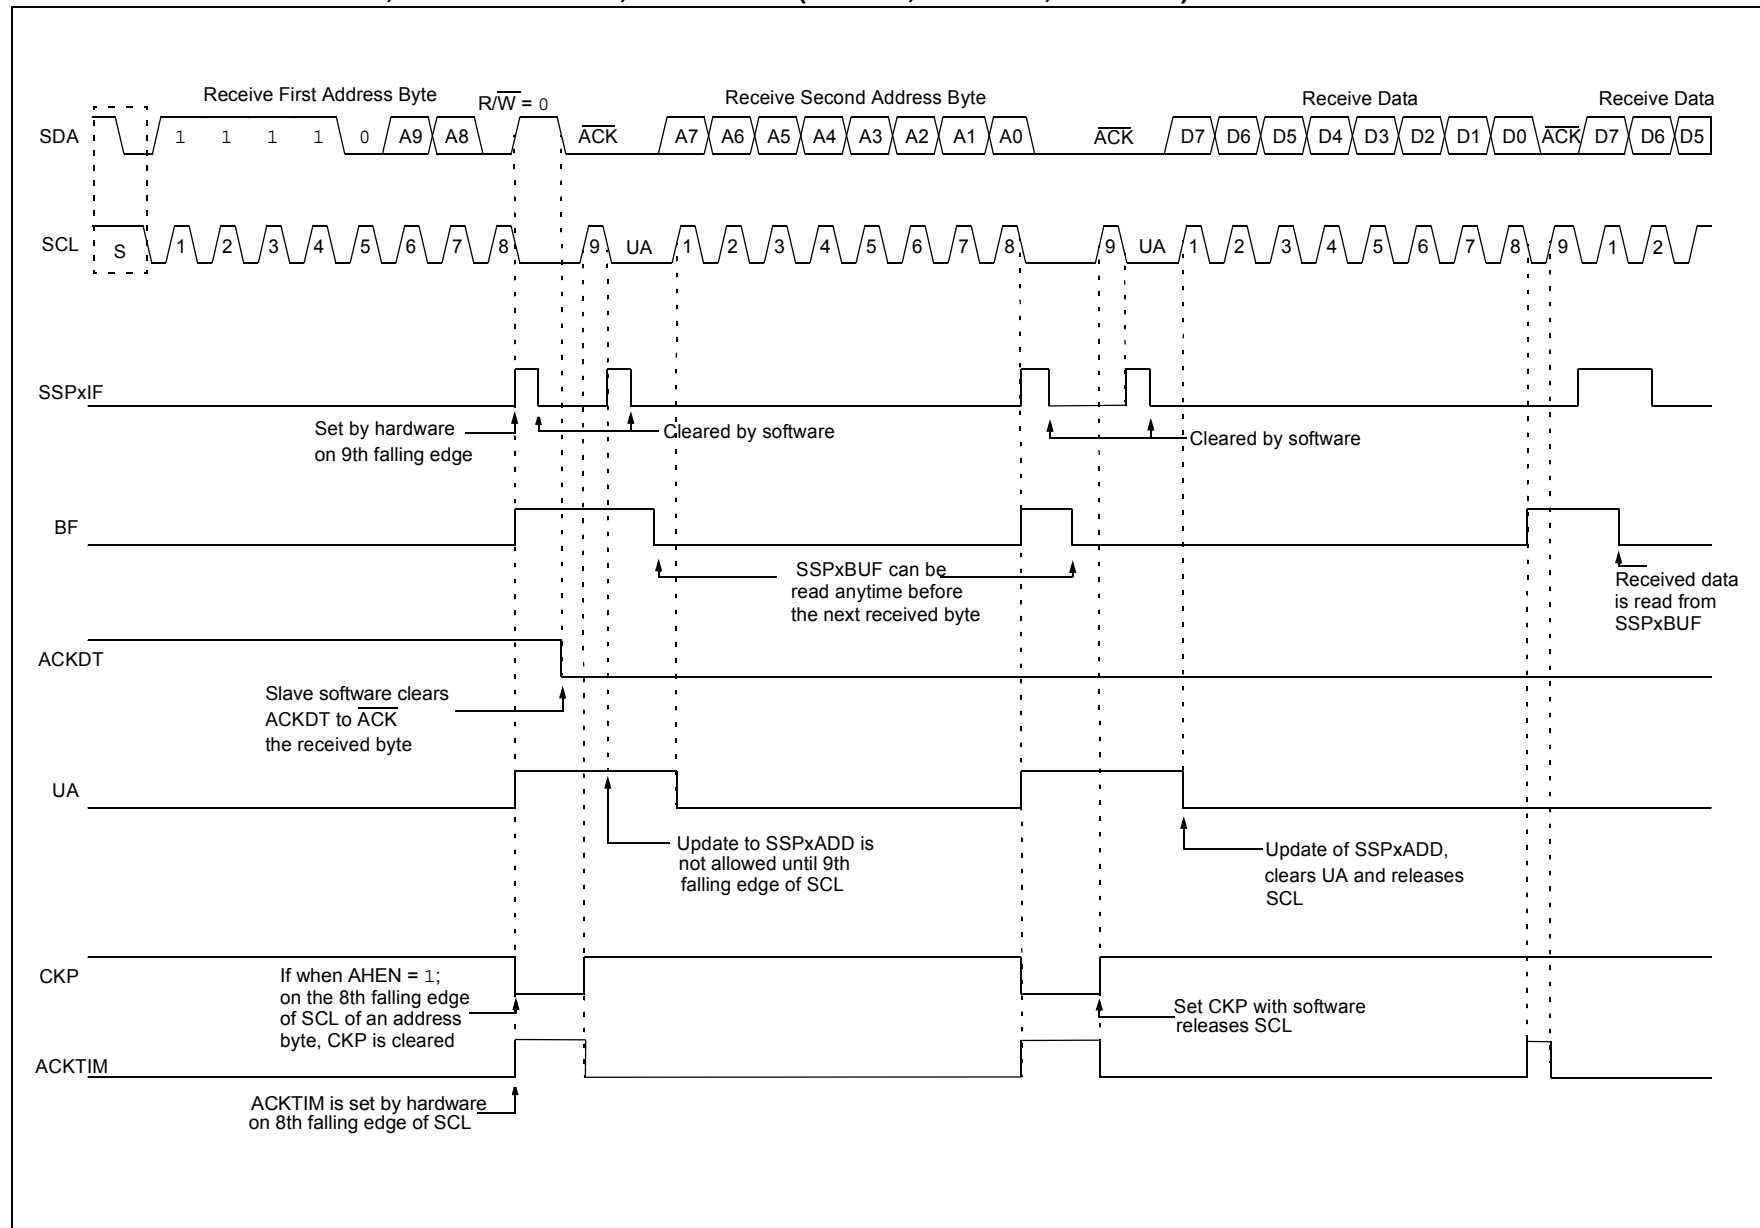 Receive First Address Byte
R/W = 0
Receive Second Address Byte
Receive Data
Receive Data
SDA
1 1 1 1 0 A9 A8
ACK
A7 A6 A5 A4 A3 A2 A1 A0
ACK
D7 D6 D5 D4 D3 D2 D1 D0
ACK
D7 D6 D5
SCL
S
1 2 3 4 5 6 7 8 9 UA 1 2 3 4 5 6 7 8 9 UA 1 2 3 4 5 6 7 8 9 1 2
SSPxIF
Set by hardware
on 9th falling edge
Cleared by software
Cleared by software
BF
SSPxBUF can be
read anytime before
the next received byte
Received data
is read from
SSPxBUF
ACKDT
Slave software clears
ACKDT to ACK
the received byte
UA
Update to SSPxADD is
not allowed until 9th
falling edge of SCL
Update of SSPxADD,
clears UA and releases
SCL
CKP
If when AHEN = 1;
on the 8th falling edge
of SCL of an address
byte, CKP is cleared
Set CKP with software
releases SCL
ACKTIM
ACKTIM is set by hardware
on 8th falling edge of SCL